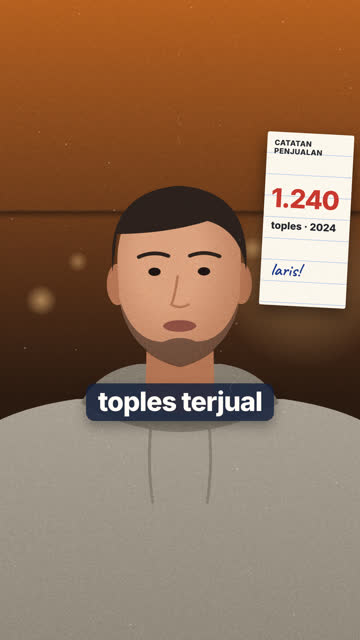 CATATAN
PENJUALAN
1.240
toples · 2024
laris!
toples terjual